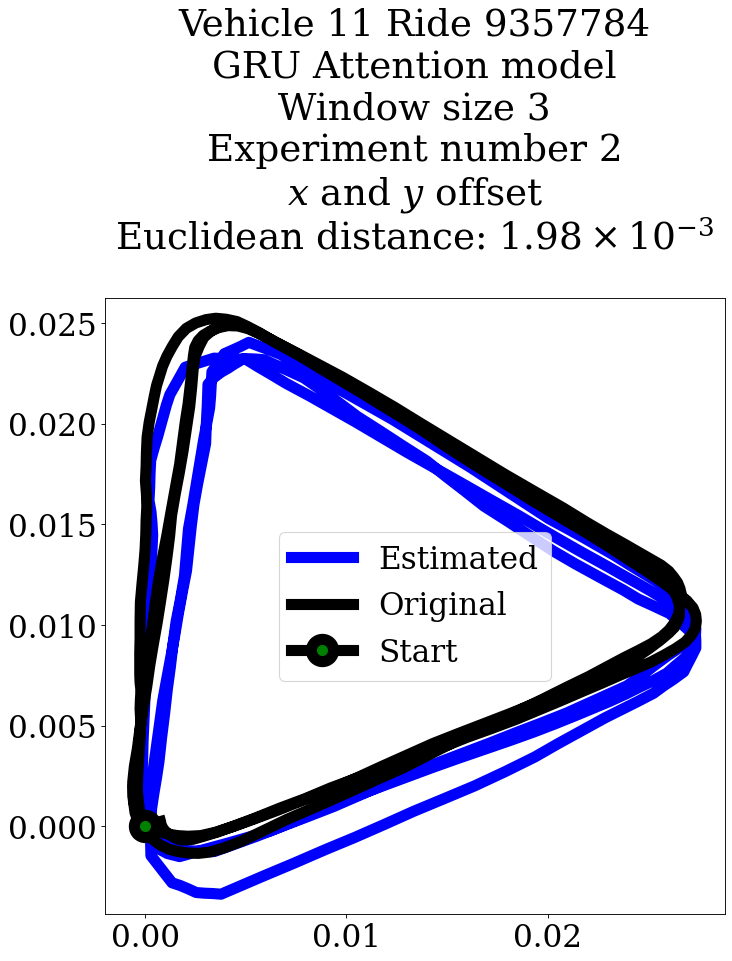 Vehicle 11 Ride 9357784
GRU Attention model
Window size 3
Experiment number 2
x and y offset
Euclidean distance: 1.98 × 10⁻³
0.025
0.020
0.015
0.010
0.005
0.000
Estimated
Original
Start
0.00 0.01 0.02